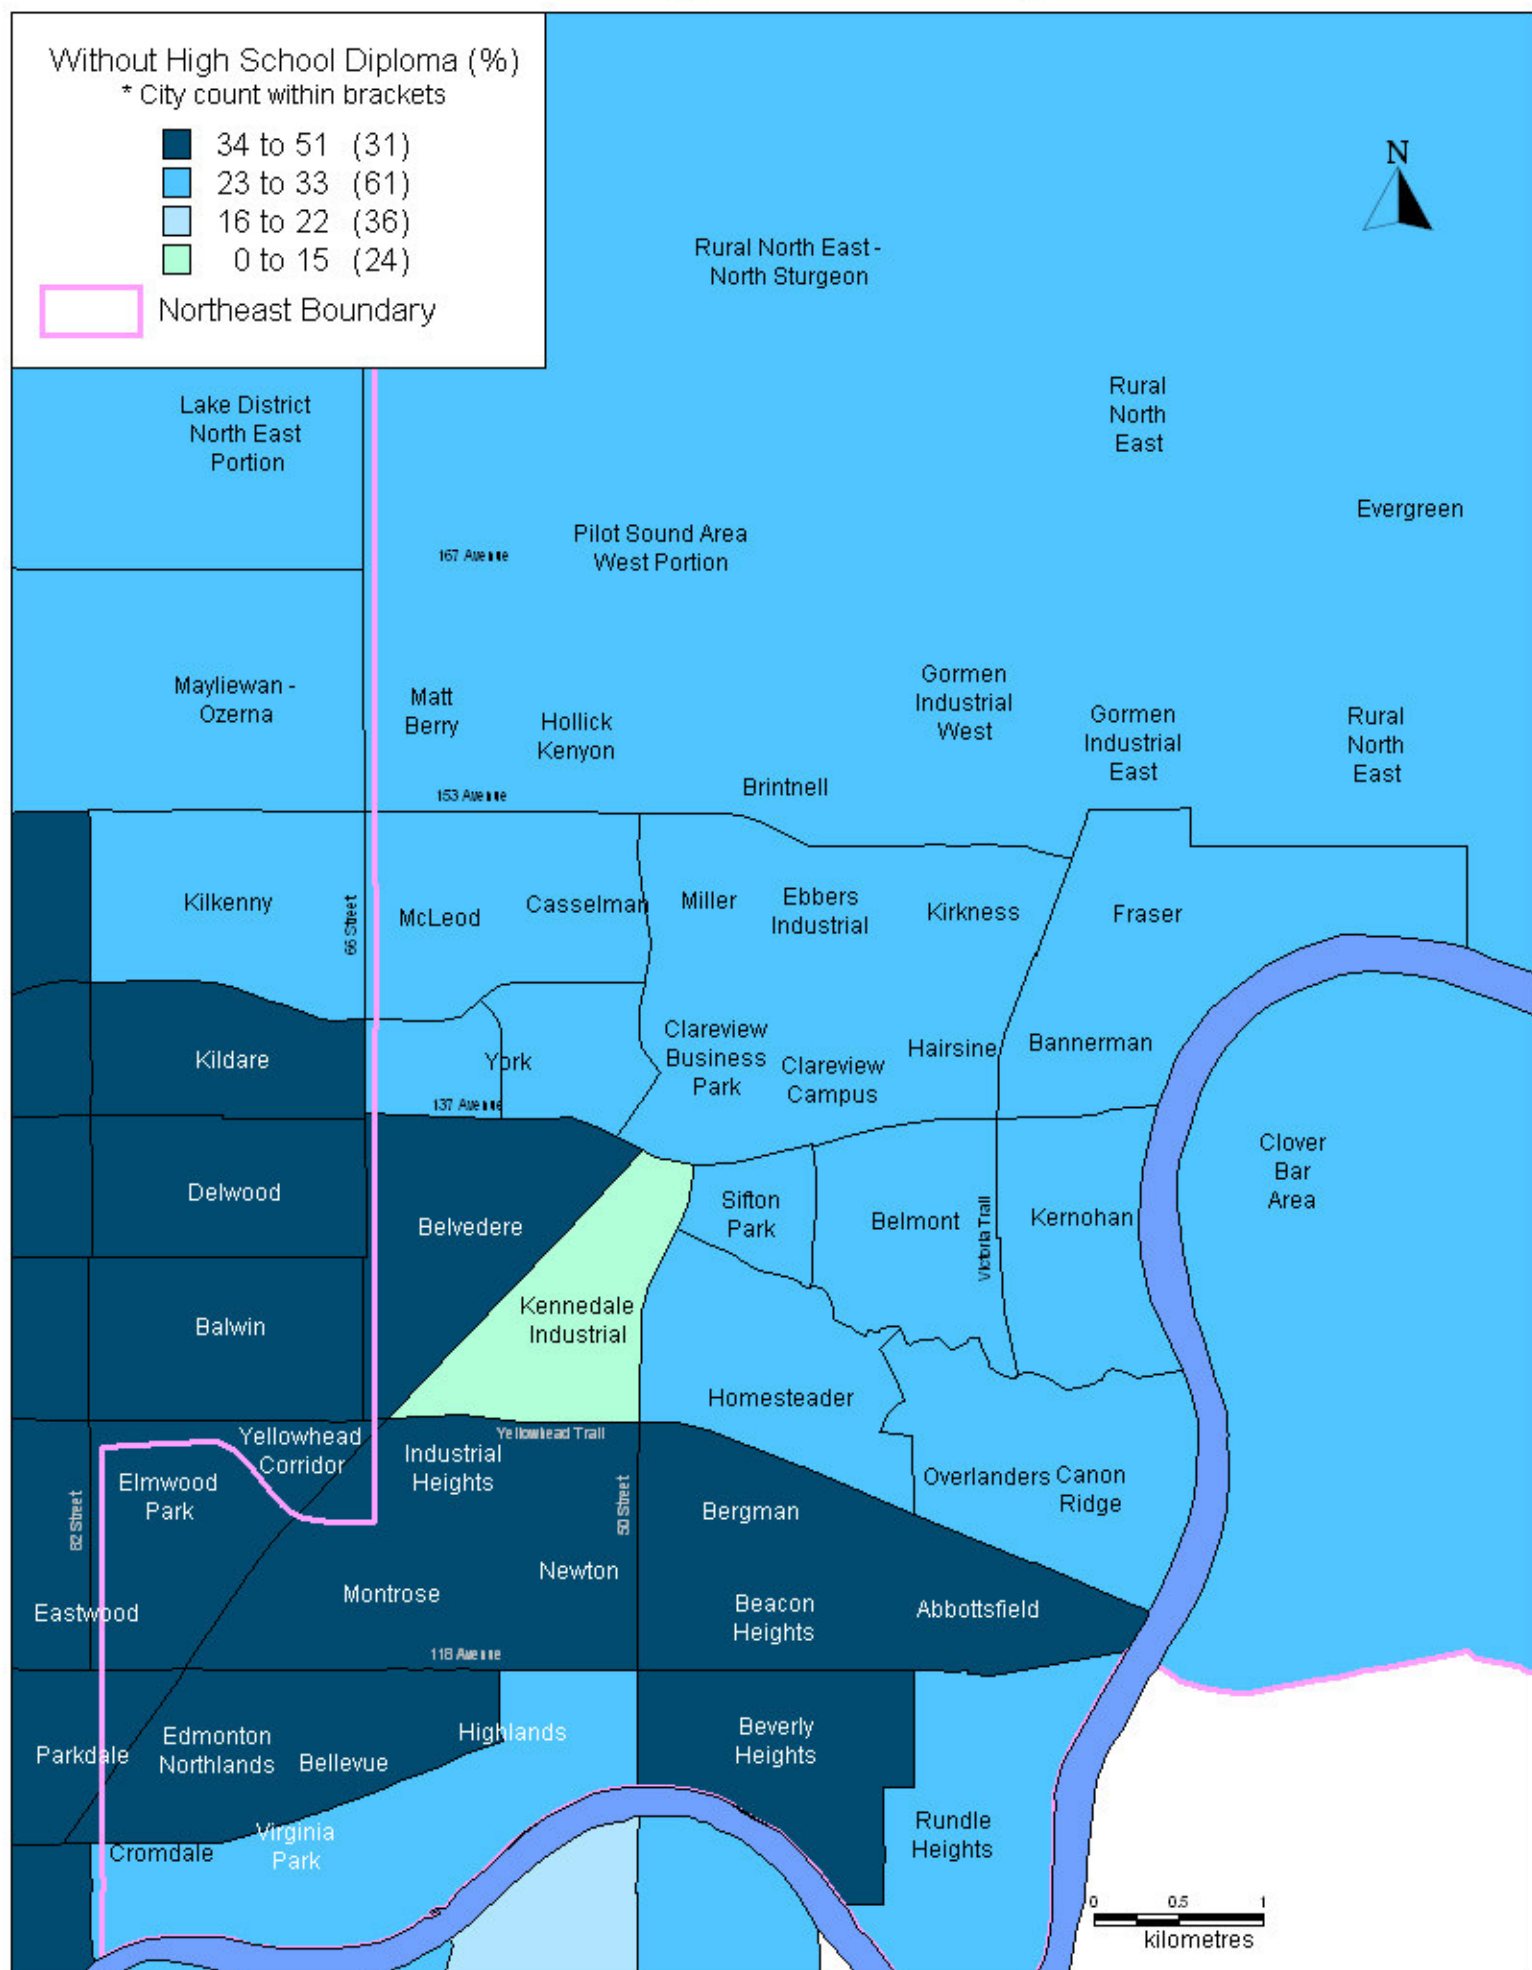 Without High School Diploma (%)
* City count within brackets
34 to 51 (31)
23 to 33 (61)
16 to 22 (36)
0 to 15 (24)
Northeast Boundary
N
Rural North East -
North Sturgeon
Rural
North
East
Lake District
North East
Portion
Evergreen
Pilot Sound Area
West Portion
167 Avenue
Mayliewan -
Ozerna
Matt
Berry
Hollick
Kenyon
Gormen
Industrial
West
Gormen
Industrial
East
Rural
North
East
Brintnell
153 Avenue
Kilkenny
66 Street
McLeod
Casselman
Miller
Ebbers
Industrial
Kirkness
Fraser
Kildare
York
Clareview
Business
Park
Clareview
Campus
Hairsine
Bannerman
137 Avenue
Delwood
Belvedere
Sifton
Park
Belmont
Victoria Trail
Kernohan
Clover
Bar
Area
Balwin
Kennedale
Industrial
Homesteader
Yellowhead
Corridor
Yellowhead Trail
Industrial
Heights
Elmwood
Park
82 Street
50 Street
Bergman
Overlanders
Canon
Ridge
Eastwood
Montrose
Newton
Beacon
Heights
Abbottsfield
118 Avenue
Parkdale
Edmonton
Northlands
Bellevue
Highlands
Beverly
Heights
Cromdale
Virginia
Park
Rundle
Heights
0 0.5 1
kilometres